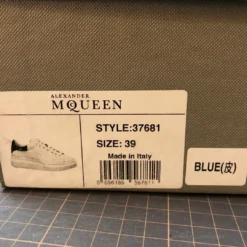 ALEXANDER
MCQUEEN
STYLE:37681
SIZE: 39
Made in Italy
BLUE(皮)